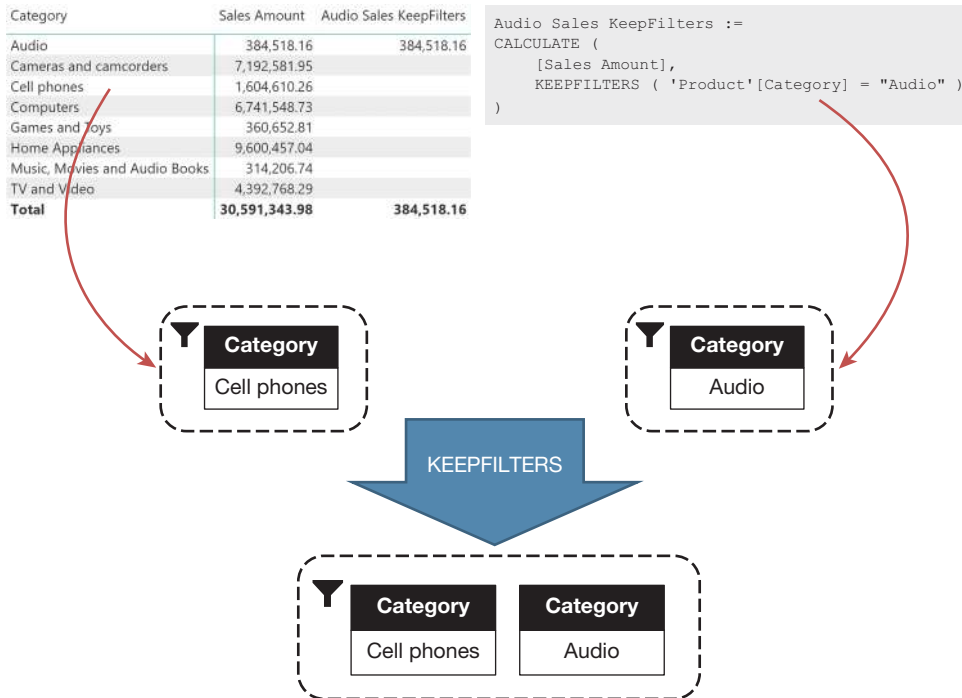 Category Sales Amount Audio Sales KeepFilters
Audio 384,518.16 384,518.16
Cameras and camcorders 7,192,581.95
Cell phones 1,604,610.26
Computers 6,741,548.73
Games and Toys 360,652.81
Home Appliances 9,600,457.04
Music, Movies and Audio Books 314,206.74
TV and Video 4,392,768.29
Total 30,591,343.98 384,518.16
Audio Sales KeepFilters :=
CALCULATE (
    [Sales Amount],
    KEEPFILTERS ( 'Product'[Category] = "Audio" )
)
Category
Cell phones
Category
Audio
KEEPFILTERS
Category Category
Cell phones Audio